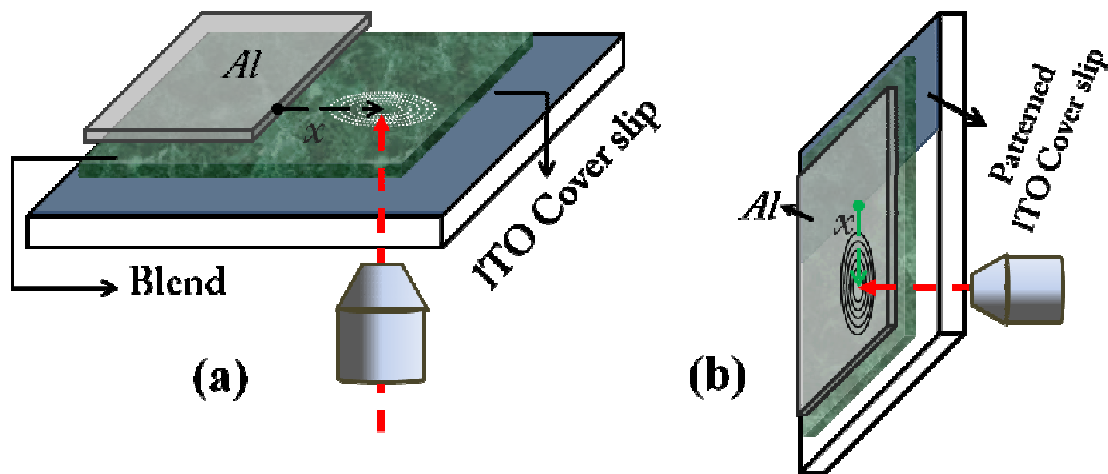 Al
x
ITO Cover slip
Blend
(a)
Al
x
Patterned
ITO Cover slip
(b)